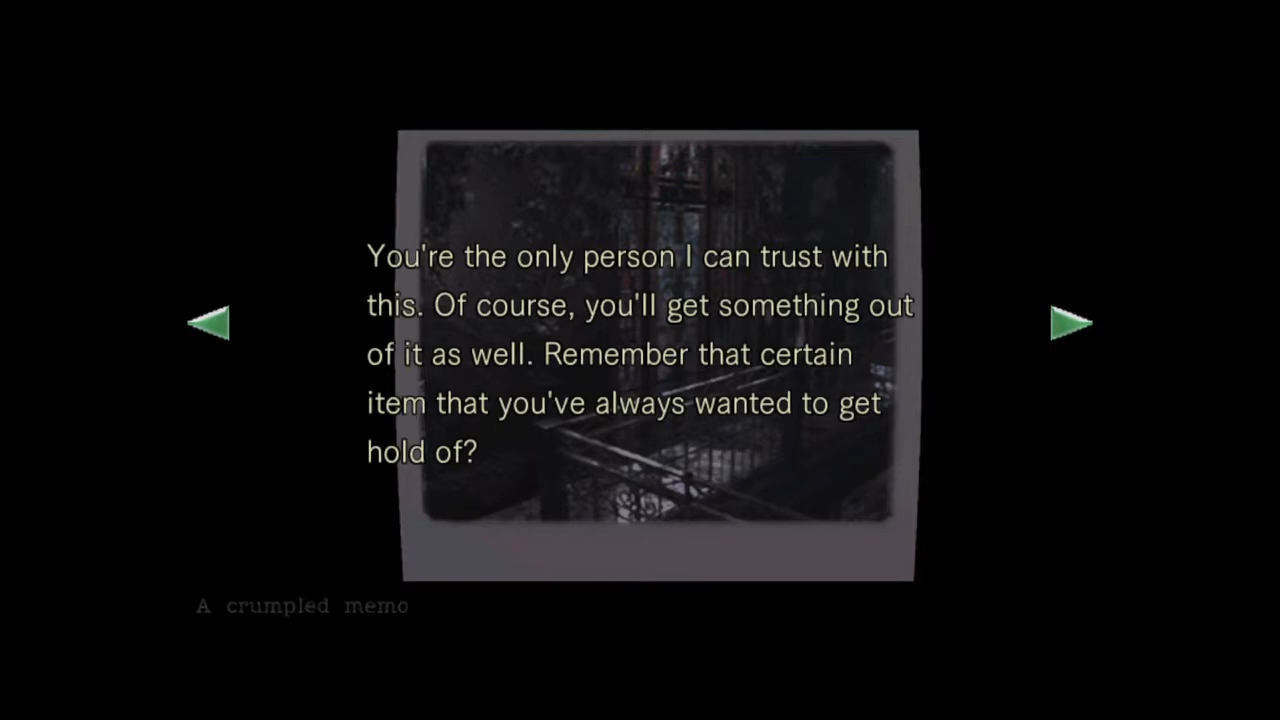 You're the only person I can trust with
this. Of course, you'll get something out
of it as well. Remember that certain
item that you've always wanted to get
hold of?
A crumpled memo